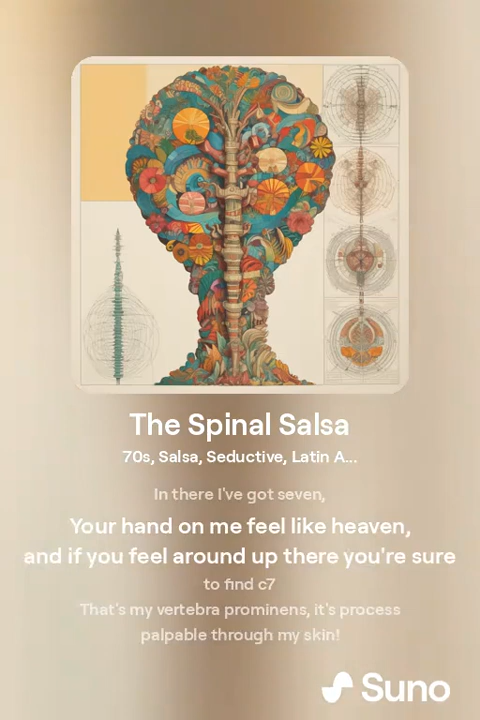 The Spinal Salsa
70s, Salsa, Seductive, Latin A...
In there I've got seven,
Your hand on me feel like heaven,
and if you feel around up there you're sure
to find c7
That's my vertebra prominens, it's process
palpable through my skin!
Suno